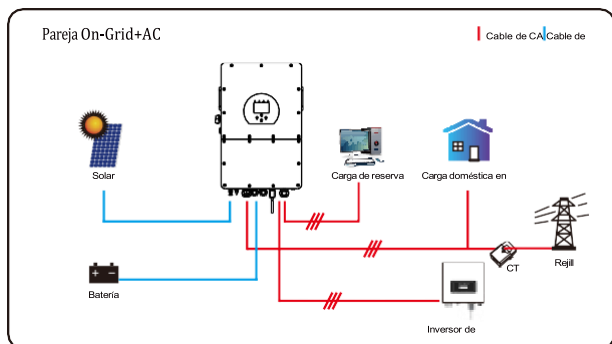 Pareja On-Grid+AC
Cable de CA Cable de
Solar
Carga de reserva
Carga doméstica en
CT
Rejill
Batería
Inversor de